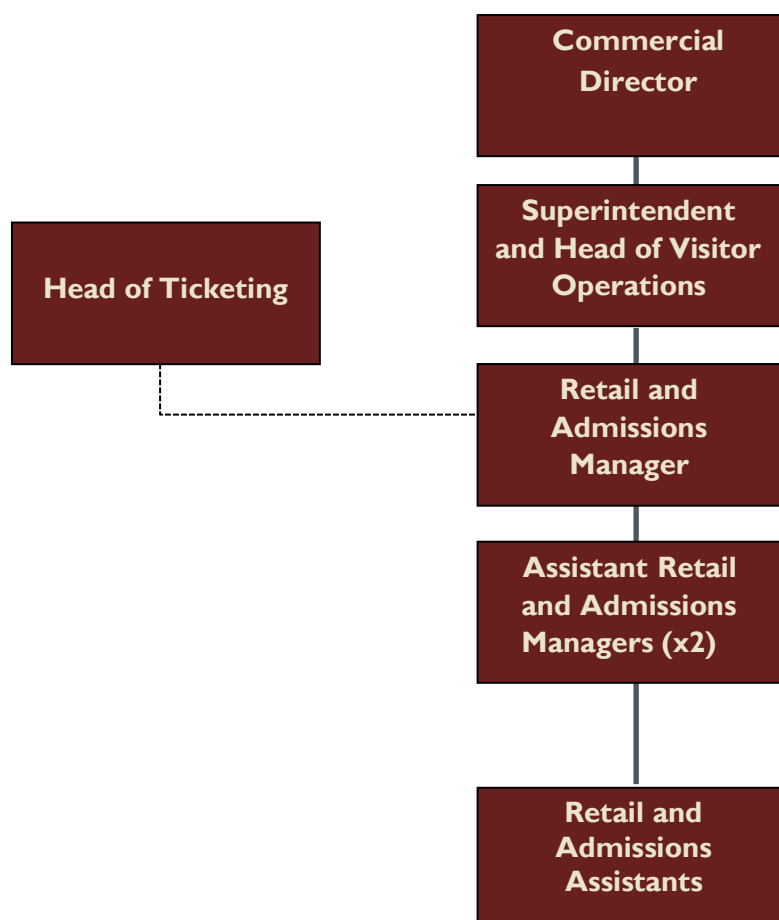 Commercial
Director
Superintendent
and Head of Visitor
Operations
Head of Ticketing
Retail and
Admissions
Manager
Assistant Retail
and Admissions
Managers (x2)
Retail and
Admissions
Assistants